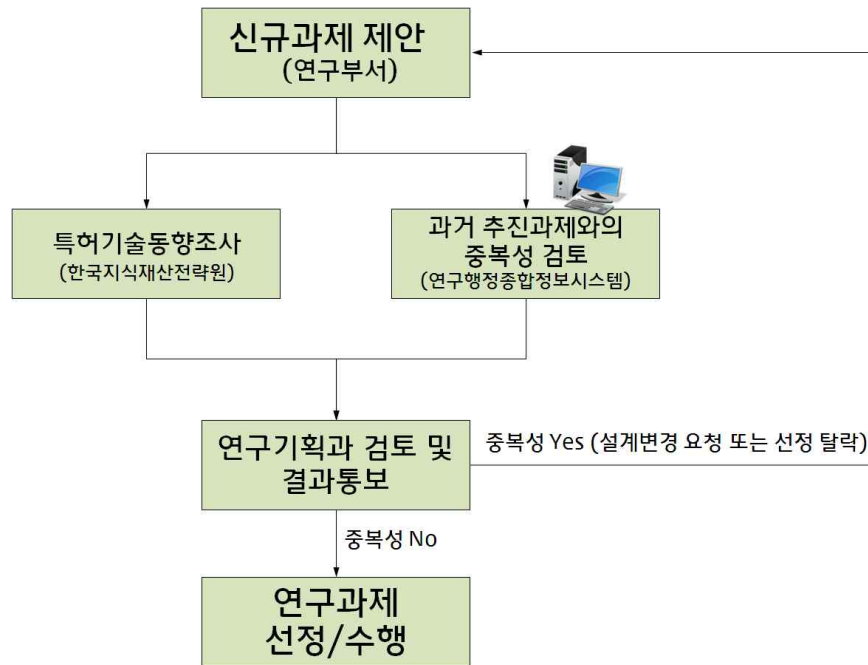 신규과제 제안
(연구부서)
특허기술동향조사
(한국지식재산전략원)
과거 추진과제와의
중복성 검토
(연구행정종합정보시스템)
연구기획과 검토 및
결과통보
중복성 Yes (설계변경 요청 또는 선정 탈락)
중복성 No
연구과제
선정/수행